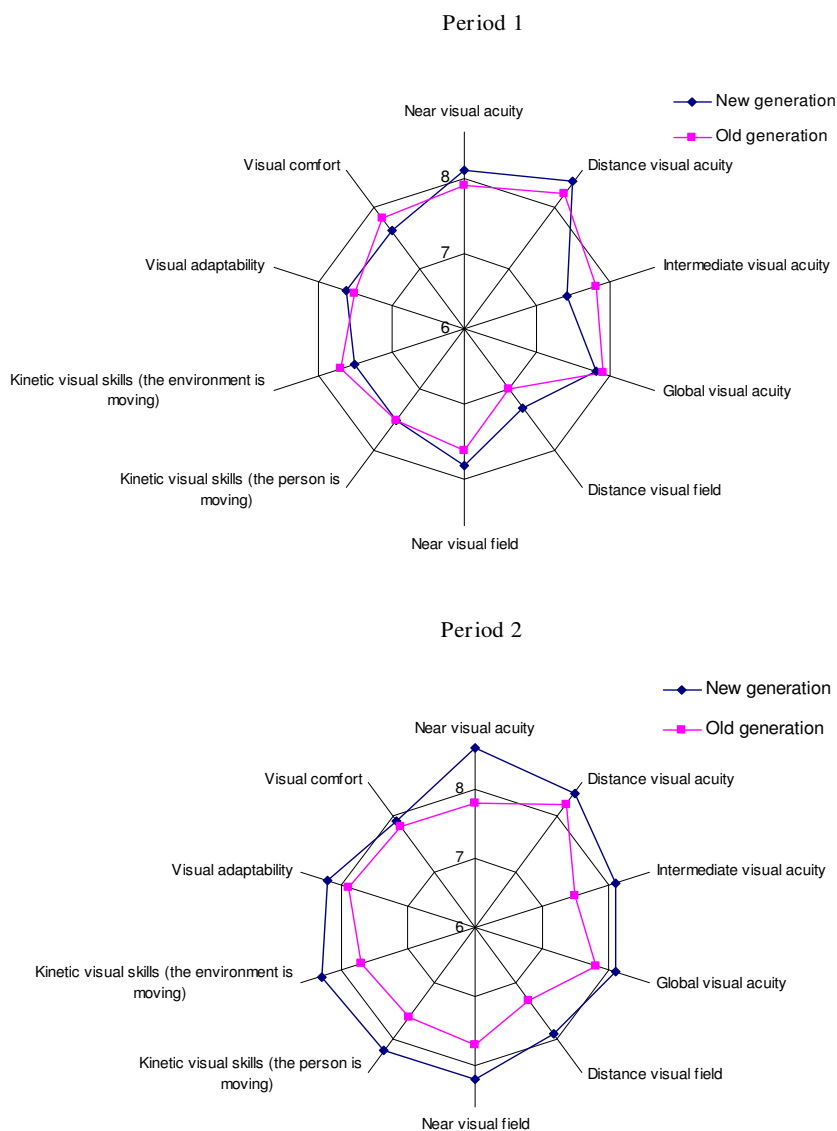 Period 1
New generation
Old generation
Near visual acuity
Visual comfort
Distance visual acuity
8
Visual adaptability
Intermediate visual acuity
7
6
Kinetic visual skills (the environment is
moving)
Global visual acuity
Kinetic visual skills (the person is
moving)
Distance visual field
Near visual field
Period 2
New generation
Old generation
Near visual acuity
Visual comfort
Distance visual acuity
8
Visual adaptability
Intermediate visual acuity
7
6
Kinetic visual skills (the environment is
moving)
Global visual acuity
Kinetic visual skills (the person is
moving)
Distance visual field
Near visual field